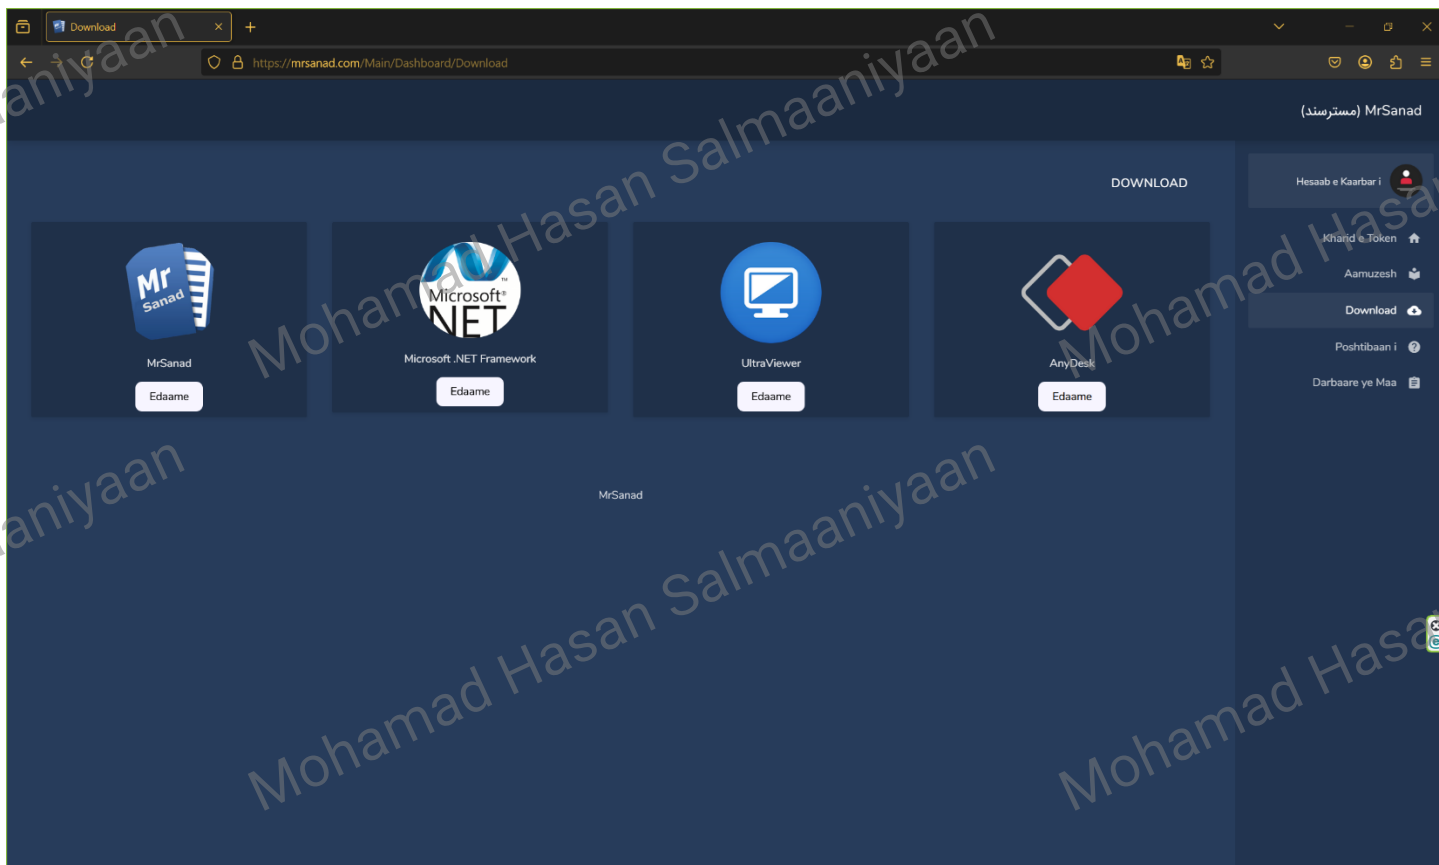 Download
https://mrsanad.com/Main/Dashboard/Download
MrSanad (مسترسند)
DOWNLOAD
Hesaab e Kaarbar i
Kharid e Token
Aamuzesh
Download
Poshtibaan i
Darbaare ye Maa
Mr
Sanad
MrSanad
Edaame
Microsoft
.NET
Microsoft .NET Framework
Edaame
UltraViewer
Edaame
AnyDesk
Edaame
MrSanad
Mohamad Hasan Salmaaniyaan
Mohamad Hasan Salmaaniyaan